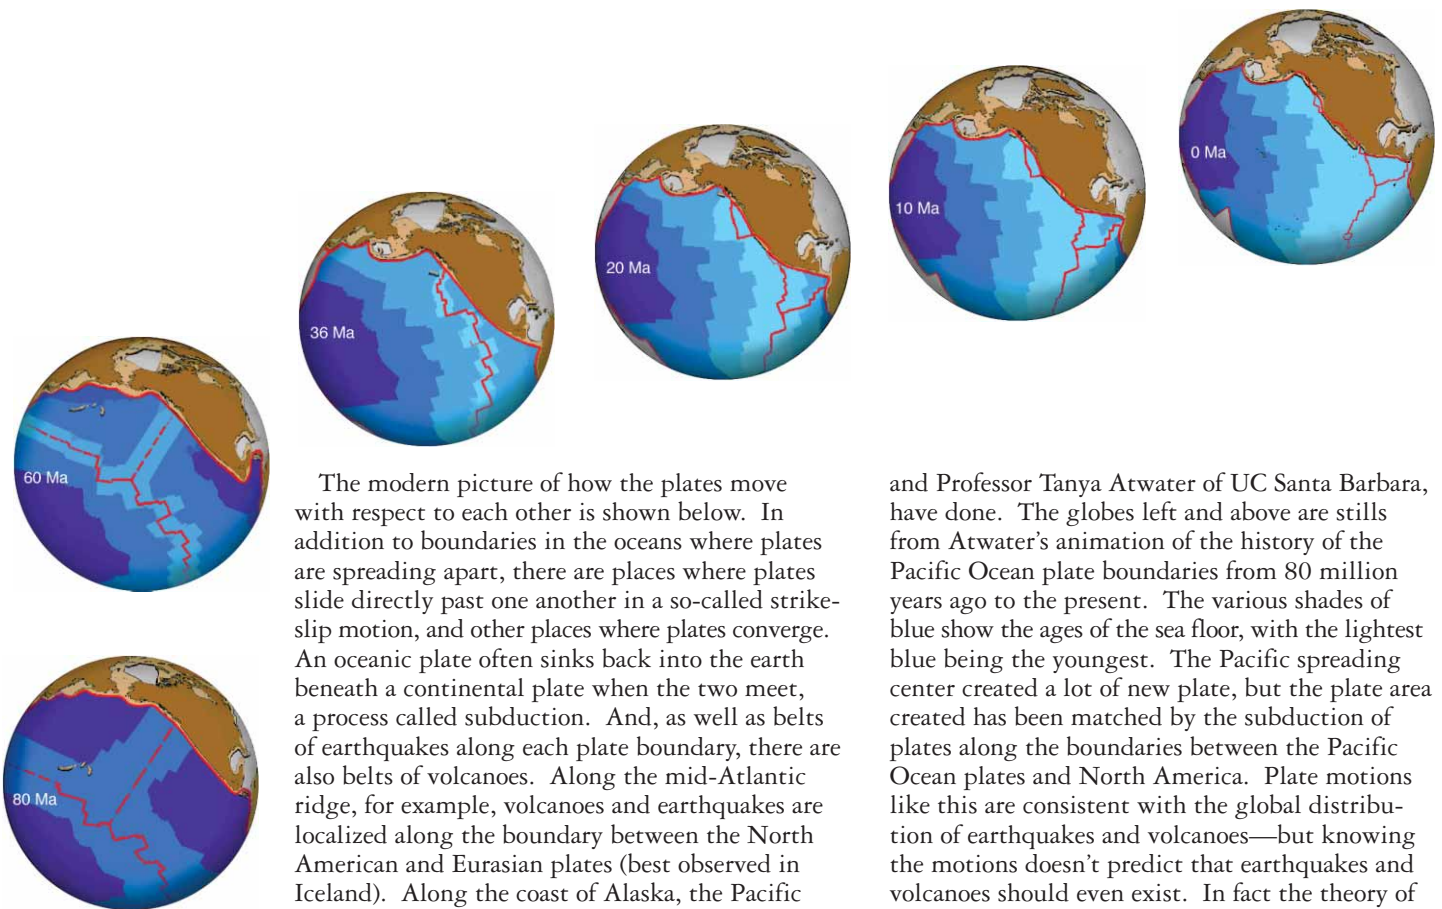 0 Ma
10 Ma
20 Ma
36 Ma
60 Ma
80 Ma
The modern picture of how the plates move
with respect to each other is shown below. In
addition to boundaries in the oceans where plates
are spreading apart, there are places where plates
slide directly past one another in a so-called strike-
slip motion, and other places where plates converge.
An oceanic plate often sinks back into the earth
beneath a continental plate when the two meet,
a process called subduction. And, as well as belts
of earthquakes along each plate boundary, there are
also belts of volcanoes. Along the mid-Atlantic
ridge, for example, volcanoes and earthquakes are
localized along the boundary between the North
American and Eurasian plates (best observed in
Iceland). Along the coast of Alaska, the Pacific
and Professor Tanya Atwater of UC Santa Barbara,
have done. The globes left and above are stills
from Atwater's animation of the history of the
Pacific Ocean plate boundaries from 80 million
years ago to the present. The various shades of
blue show the ages of the sea floor, with the lightest
blue being the youngest. The Pacific spreading
center created a lot of new plate, but the plate area
created has been matched by the subduction of
plates along the boundaries between the Pacific
Ocean plates and North America. Plate motions
like this are consistent with the global distribu-
tion of earthquakes and volcanoes—but knowing
the motions doesn't predict that earthquakes and
volcanoes should even exist. In fact the theory of